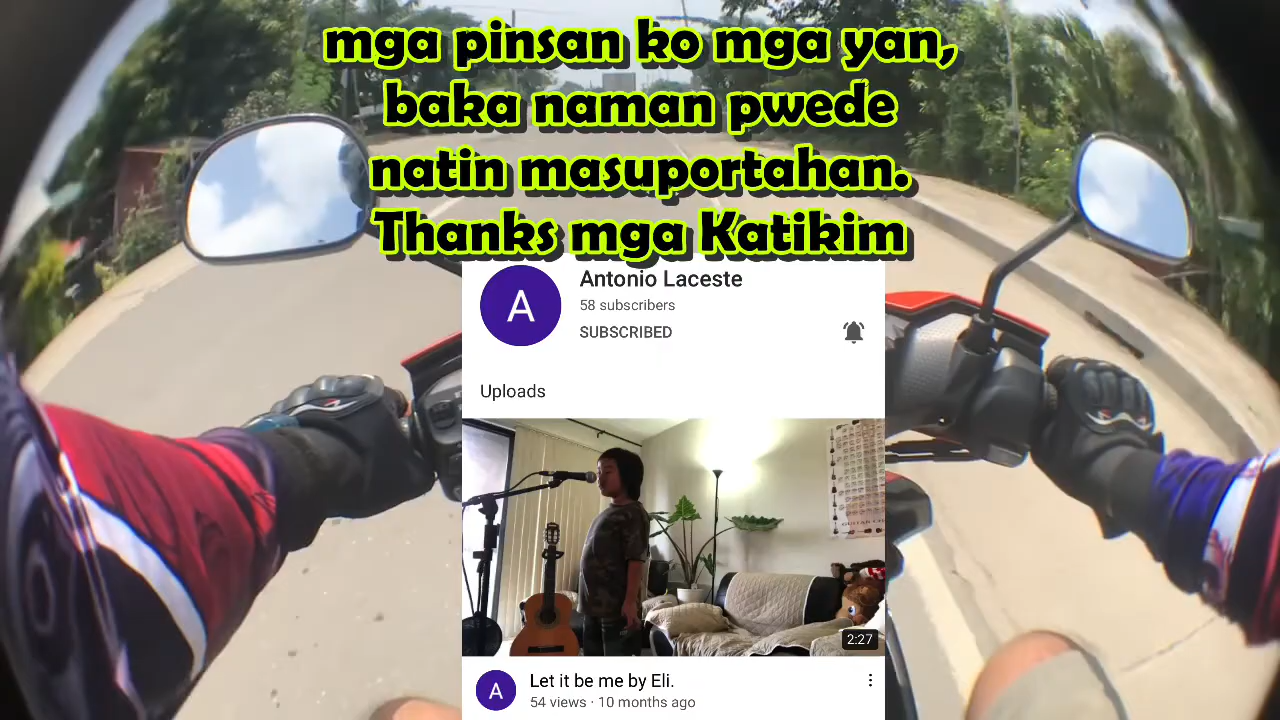 mga pinsan ko mga yan,
baka naman pwede
natin masuportahan.
Thanks mga Katikim
A
Antonio Laceste
58 subscribers
SUBSCRIBED
Uploads
2:27
A
Let it be me by Eli.
54 views · 10 months ago